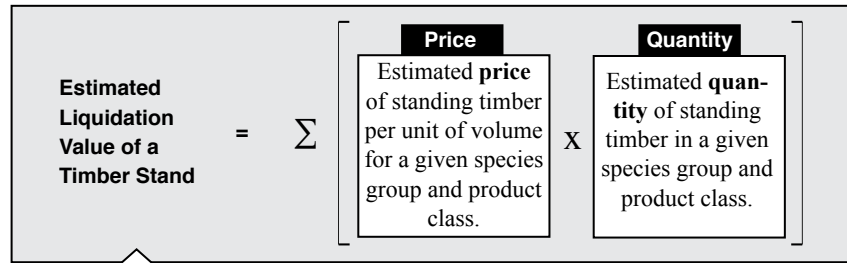 Price
Quantity
Estimated
Liquidation
Value of a
Timber Stand
=
Σ
Estimated price
of standing timber
per unit of volume
for a given species
group and product
class.
X
Estimated quan-
tity of standing
timber in a given
species group and
product class.